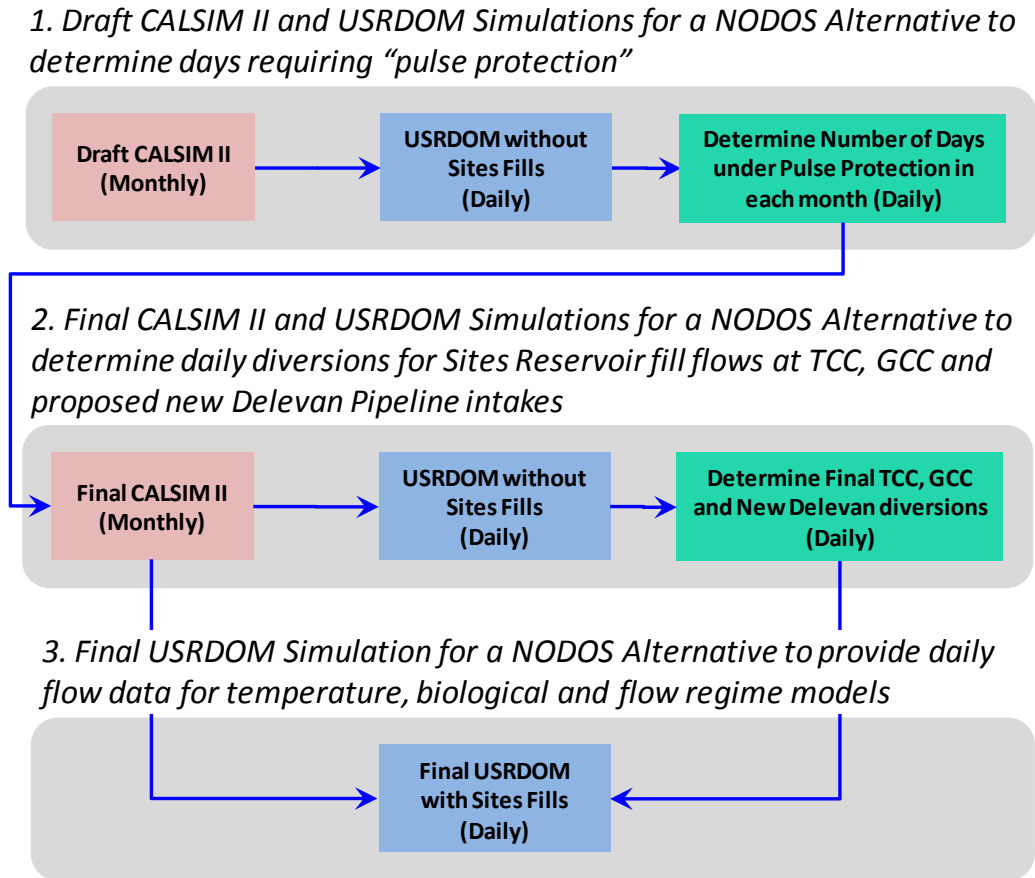 1. Draft CALSIM II and USRDOM Simulations for a NODOS Alternative to
determine days requiring “pulse protection”
Draft CALSIM II
(Monthly)
USRDOM without
Sites Fills
(Daily)
Determine Number of Days
under Pulse Protection in
each month (Daily)
2. Final CALSIM II and USRDOM Simulations for a NODOS Alternative to
determine daily diversions for Sites Reservoir fill flows at TCC, GCC and
proposed new Delevan Pipeline intakes
Final CALSIM II
(Monthly)
USRDOM without
Sites Fills
(Daily)
Determine Final TCC, GCC
and New Delevan diversions
(Daily)
3. Final USRDOM Simulation for a NODOS Alternative to provide daily
flow data for temperature, biological and flow regime models
Final USRDOM
with Sites Fills
(Daily)